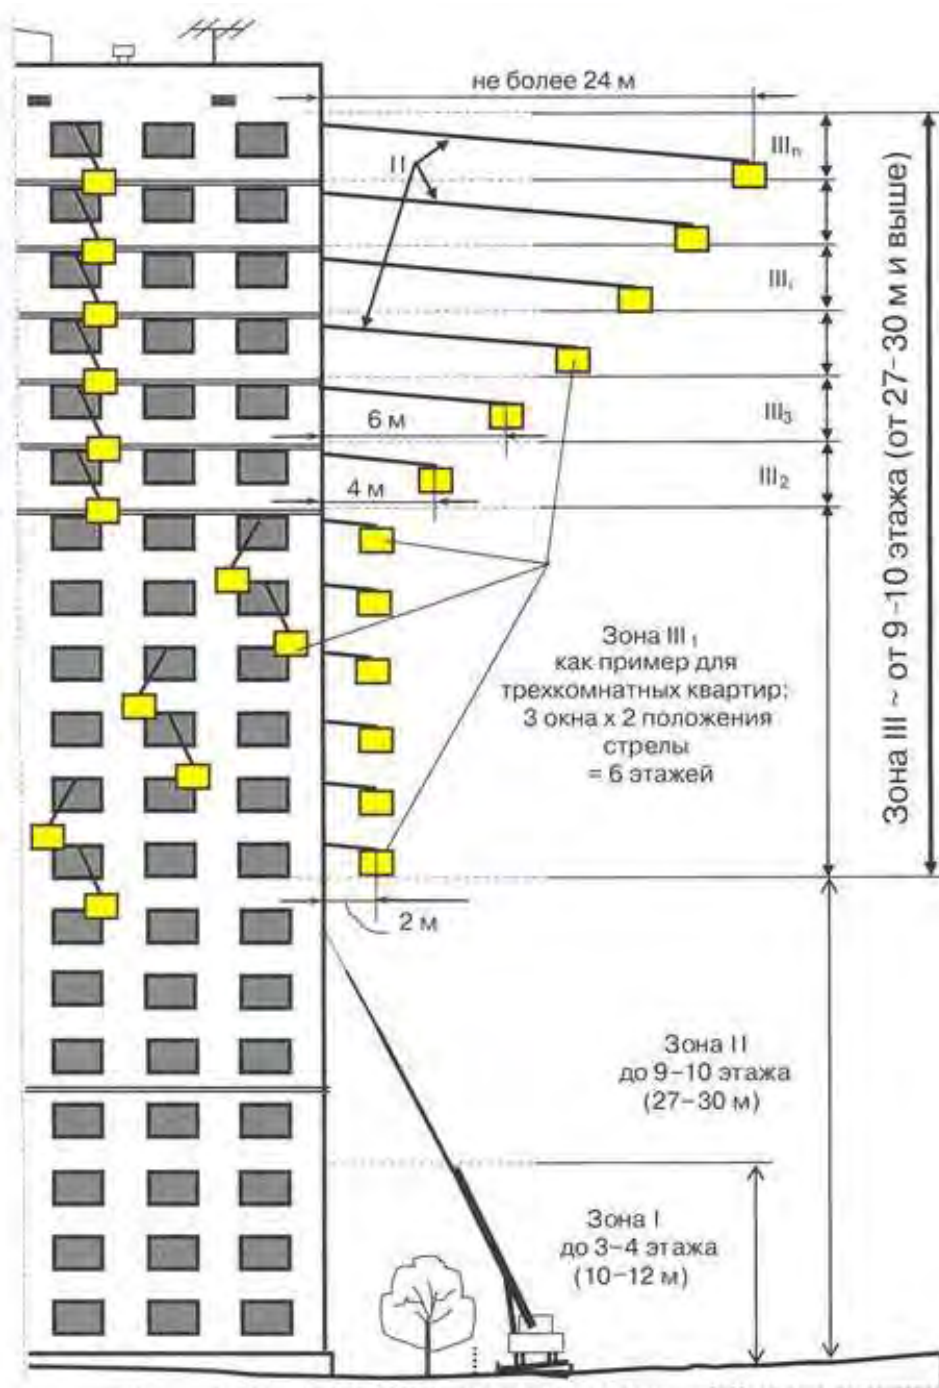 не более 24 м
IIIn
II
IIIi
6 м
III3
4 м
III2
Зона III ~ от 9-10 этажа (от 27-30 м и выше)
Зона III 1
как пример для
трехкомнатных квартир:
3 окна х 2 положения
стрелы
= 6 этажей
2 м
Зона II
до 9–10 этажа
(27–30 м)
Зона I
до 3–4 этажа
(10–12 м)